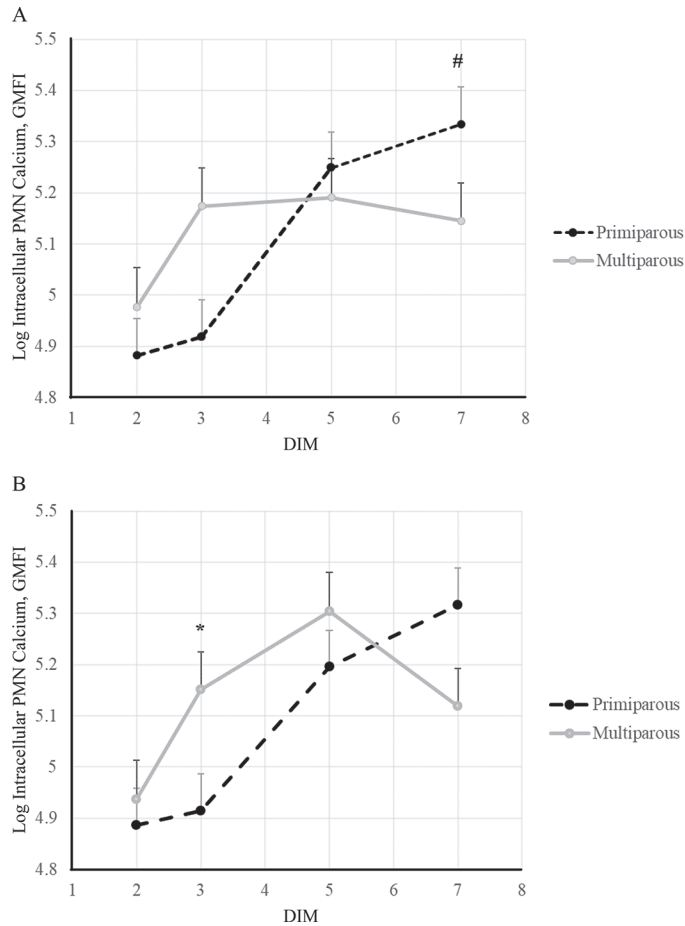 A
Log Intracellular PMN Calcium, GMFI
5.5
5.4
5.3
5.2
5.1
5
4.9
4.8
#
1 2 3 4 5 6 7 8
DIM
Primiparous
Multiparous
B
Log Intracellular PMN Calcium, GMFI
5.5
5.4
5.3
5.2
5.1
5
4.9
4.8
*
1 2 3 4 5 6 7 8
DIM
Primiparous
Multiparous